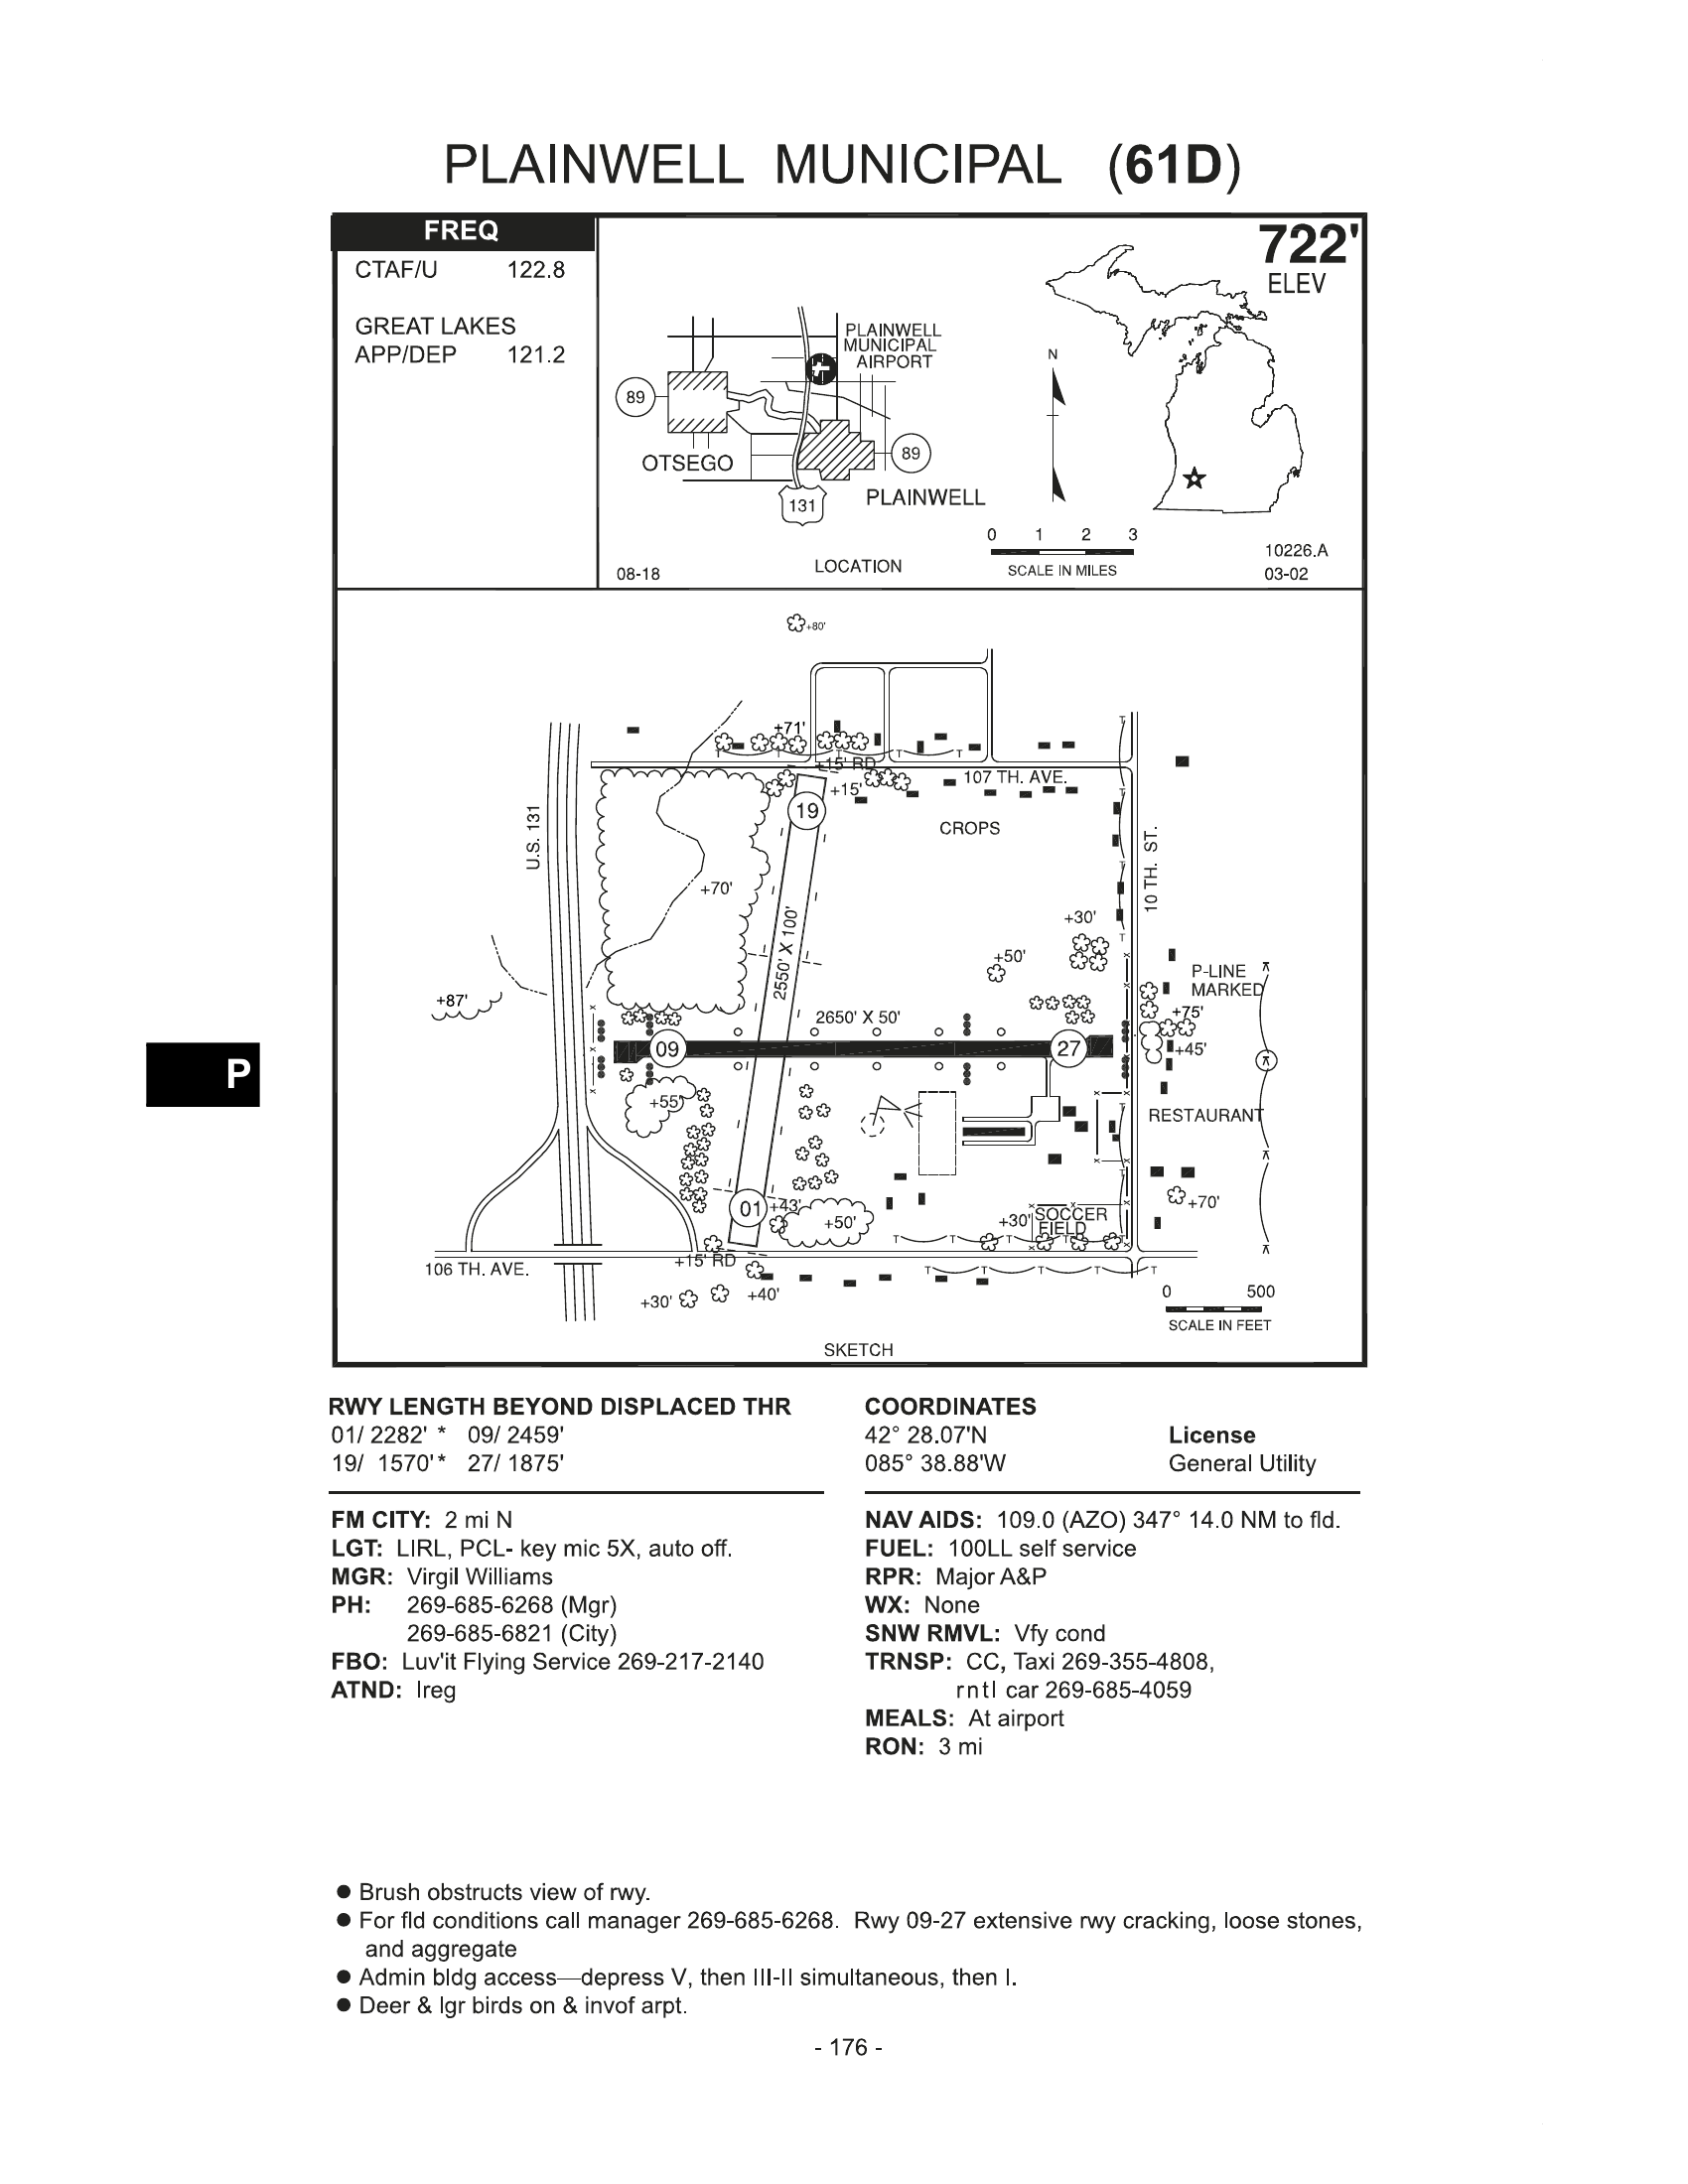 PLAINWELL MUNICIPAL (61D)
FREQ
CTAF/U 122.8
GREAT LAKES
APP/DEP 121.2
722'
ELEV
PLAINWELL
MUNICIPAL
AIRPORT
N
89
OTSEGO
89
131
PLAINWELL
0 1 2 3
SCALE IN MILES
LOCATION
08-18
10226.A
03-02
+80'
+71'
+15' RD
107 TH. AVE.
+15'
19
CROPS
U.S. 131
10 TH. ST.
+70'
2550' X 100'
+30'
+50'
P-LINE
MARKED
+87'
+75'
2650' X 50'
09
27
+45'
+55'
RESTAURANT
01
+43'
+50'
+30'
SOCCER
FIELD
+70'
+15' RD
106 TH. AVE.
+30'
+40'
0 500
SCALE IN FEET
SKETCH
P
RWY LENGTH BEYOND DISPLACED THR
01/ 2282' * 09/ 2459'
19/ 1570'* 27/ 1875'
COORDINATES
42° 28.07'N
085° 38.88'W
License
General Utility
FM CITY: 2 mi N
LGT: LIRL, PCL- key mic 5X, auto off.
MGR: Virgil Williams
PH: 269-685-6268 (Mgr)
269-685-6821 (City)
FBO: Luv'it Flying Service 269-217-2140
ATND: Ireg
NAV AIDS: 109.0 (AZO) 347° 14.0 NM to fld.
FUEL: 100LL self service
RPR: Major A&P
WX: None
SNW RMVL: Vfy cond
TRNSP: CC, Taxi 269-355-4808,
rntl car 269-685-4059
MEALS: At airport
RON: 3 mi
● Brush obstructs view of rwy.
● For fld conditions call manager 269-685-6268. Rwy 09-27 extensive rwy cracking, loose stones,
and aggregate
● Admin bldg access—depress V, then III-II simultaneous, then I.
● Deer & lgr birds on & invof arpt.
- 176 -